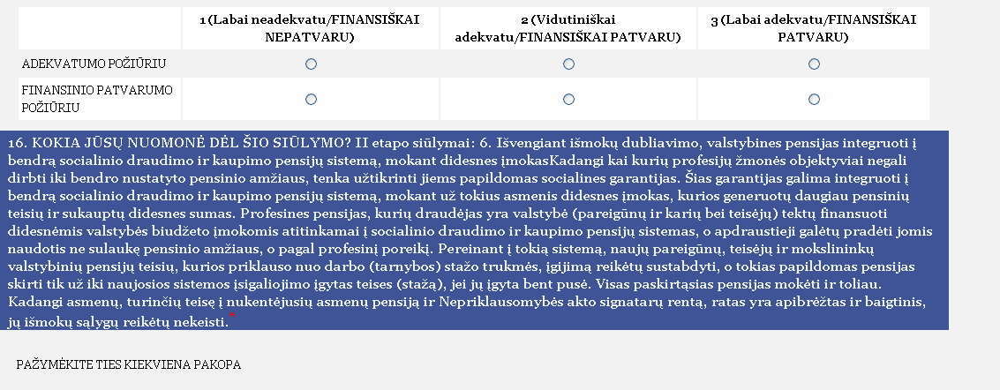 1 (Labai neadekvatu/FINANSIŠKAI NEPATVARU)
2 (Vidutiniškai adekvatu/FINANSIŠKAI PATVARU)
3 (Labai adekvatu/FINANSIŠKAI PATVARU)
ADEKVATUMO POŽIŪRIU
FINANSINIO PATVARUMO
POŽIŪRIU
16. KOKIA JŪSŲ NUOMONĖ DĖL ŠIO SIŪLYMO? II etapo siūlymai: 6. Išvengiant išmokų dubliavimo, valstybines pensijas integruoti į
bendrą socialinio draudimo ir kaupimo pensijų sistemą, mokant didesnes įmokasKadangi kai kurių profesijų žmonės objektyviai negali
dirbti iki bendro nustatyto pensinio amžiaus, tenka užtikrinti jiems papildomas socialines garantijas. Šias garantijas galima integruoti į
bendrą socialinio draudimo ir kaupimo pensijų sistemą, mokant už tokius asmenis didesnes įmokas, kurios generuotų daugiau pensinių
teisių ir sukauptų didesnes sumas. Profesines pensijas, kurių draudėjas yra valstybė (pareigūnų ir karių bei teisėjų) tektų finansuoti
didesnėmis valstybės biudžeto įmokomis atitinkamai į socialinio draudimo ir kaupimo pensijų sistemas, o apdraustieji galėtų pradėti jomis
naudotis ne sulaukę pensinio amžiaus, o pagal profesinį poreikį. Pereinant į tokią sistemą, naujų pareigūnų, teisėjų ir mokslininkų
valstybinių pensijų teisių, kurios priklauso nuo darbo (tarnybos) stažo trukmės, įgijimą reikėtų sustabdyti, o tokias papildomas pensijas
skirti tik už iki naujosios sistemos įsigaliojimo įgytas teises (stažą), jei jų įgyta bent pusė. Visas paskirtąsias pensijas mokėti ir toliau.
Kadangi asmenų, turinčių teisę į nukentėjusių asmenų pensiją ir Nepriklausomybės akto signatarų rentą, ratas yra apibrėžtas ir baigtinis,
jų išmokų sąlygų reikėtų nekeisti.*
PAŽYMĖKITE TIES KIEKVIENA PAKOPA